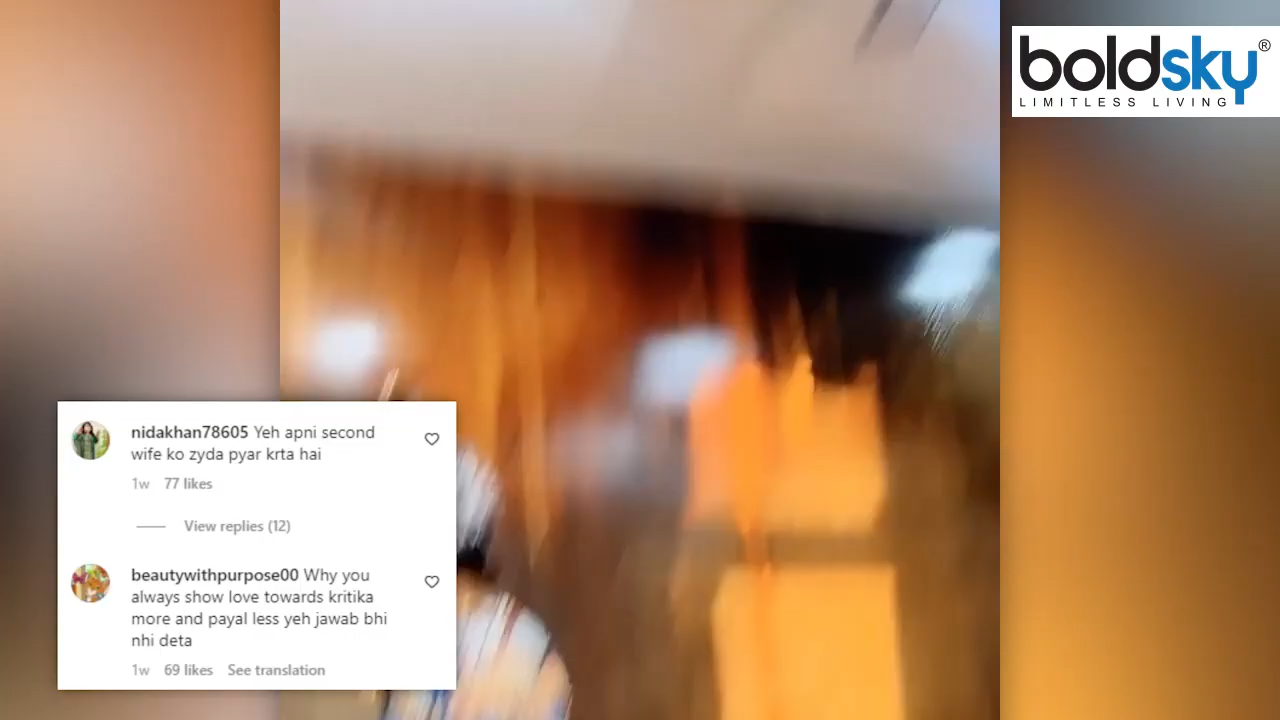 boldsky®
LIMITLESS LIVING
nidakhan78605 Yeh apni second
wife ko zyda pyar krta hai
1w 77 likes
View replies (12)
beautywithpurpose00 Why you
always show love towards kritika
more and payal less yeh jawab bhi
nhi deta
1w 69 likes See translation